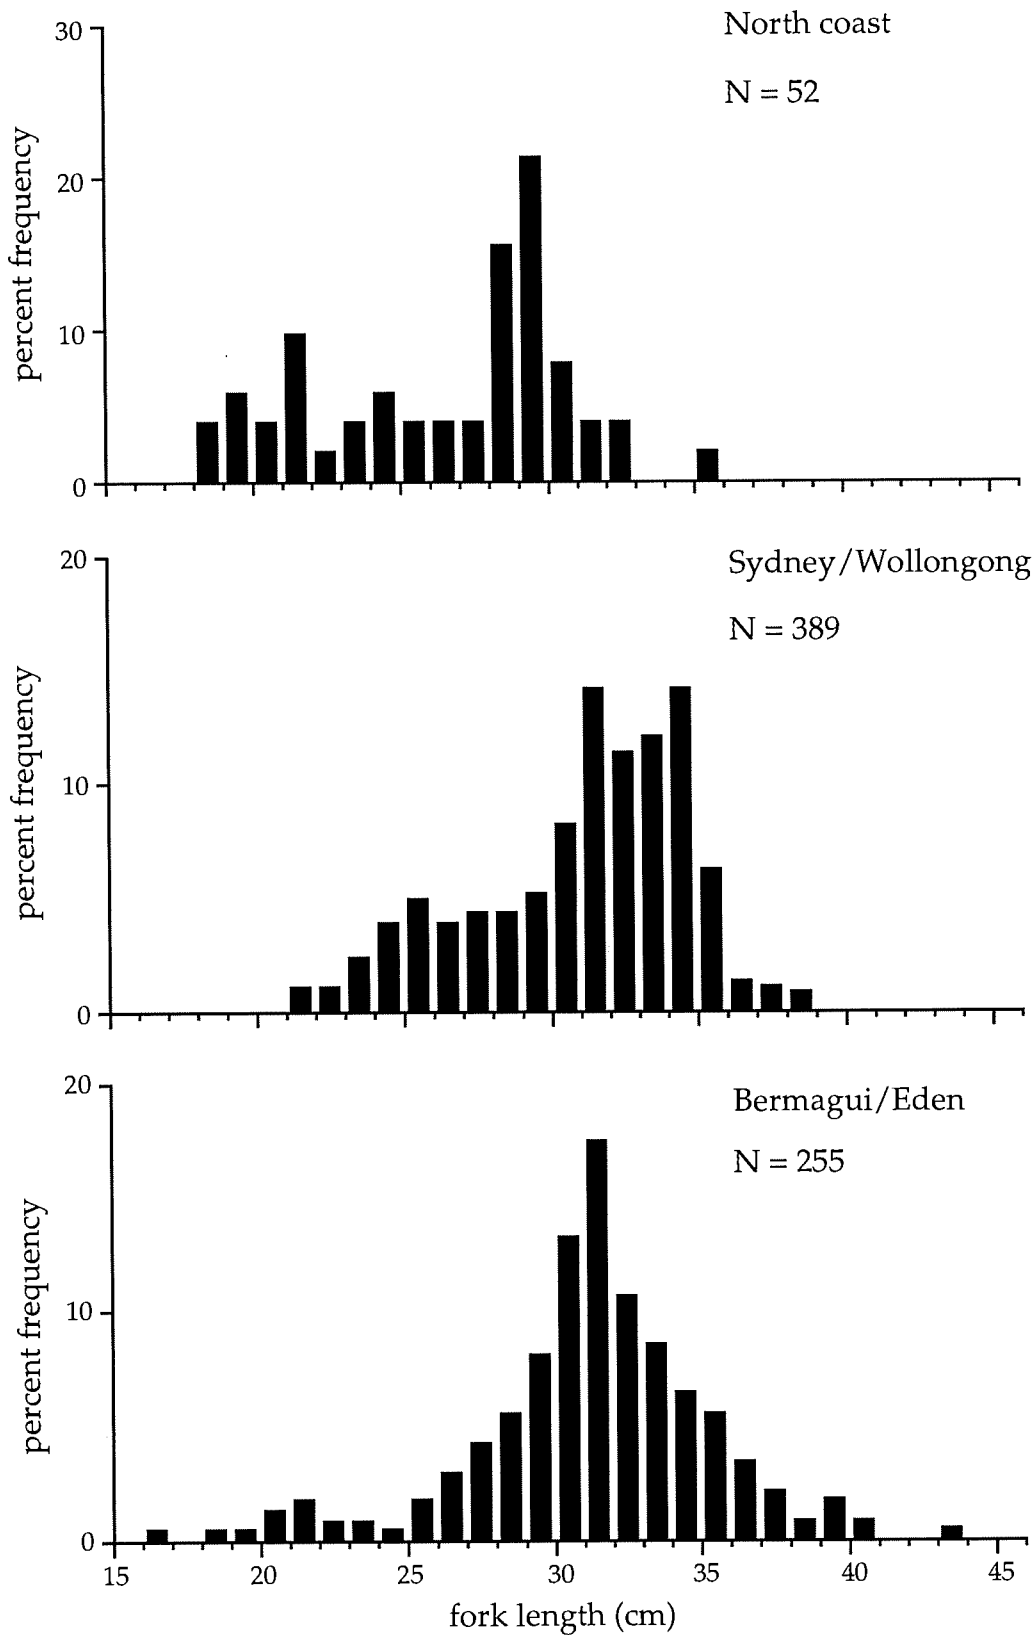 North coast
N = 52
30
20
10
0
percent frequency
Sydney/Wollongong
N = 389
20
10
0
percent frequency
Bermagui/Eden
N = 255
20
10
0
percent frequency
15 20 25 30 35 40 45
fork length (cm)